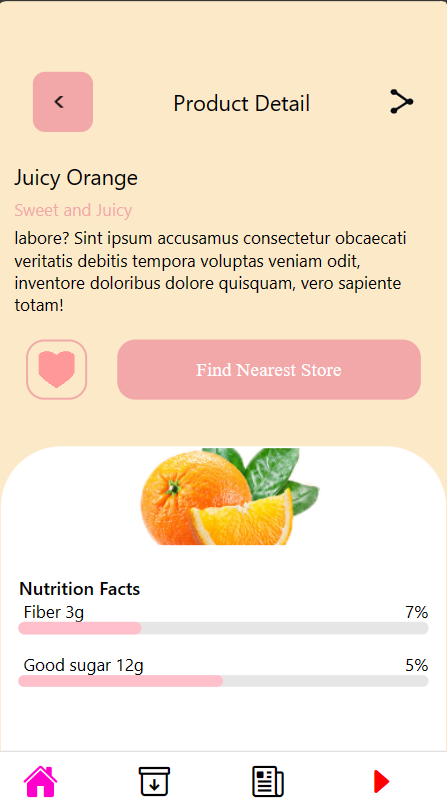 Product Detail
Juicy Orange
Sweet and Juicy
labore? Sint ipsum accusamus consectetur obcaecati
veritatis debitis tempora voluptas veniam odit,
inventore doloribus dolore quisquam, vero sapiente
totam!
Find Nearest Store
Nutrition Facts
Fiber 3g 7%
Good sugar 12g 5%